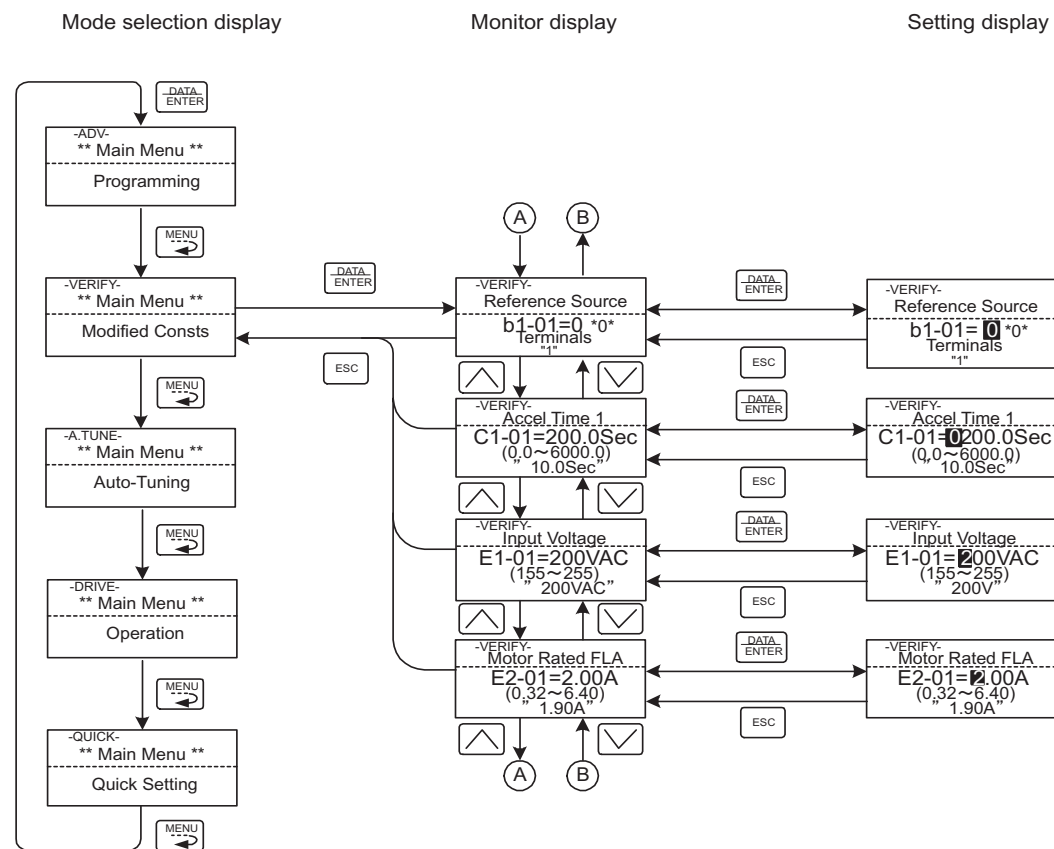 Mode selection display
Monitor display
Setting display
DATA
ENTER
-ADV-
** Main Menu **
Programming
MENU
-VERIFY-
** Main Menu **
Modified Consts
MENU
-A.TUNE-
** Main Menu **
Auto-Tuning
MENU
-DRIVE-
** Main Menu **
Operation
MENU
-QUICK-
** Main Menu **
Quick Setting
MENU
DATA
ENTER
ESC
A
B
-VERIFY-
Reference Source
b1-01=0 *0*
Terminals
"1"
-VERIFY-
Accel Time 1
C1-01=200.0Sec
(0.0~6000.0)
” 10.0Sec”
-VERIFY-
Input Voltage
E1-01=200VAC
(155~255)
” 200VAC”
-VERIFY-
Motor Rated FLA
E2-01=2.00A
(0.32~6.40)
” 1.90A”
A
B
DATA
ENTER
ESC
DATA
ENTER
ESC
DATA
ENTER
ESC
DATA
ENTER
ESC
-VERIFY-
Reference Source
b1-01= 0 *0*
Terminals
"1"
-VERIFY-
Accel Time 1
C1-01=0200.0Sec
(0.0~6000.0)
” 10.0Sec”
-VERIFY-
Input Voltage
E1-01= 200VAC
(155~255)
” 200V”
-VERIFY-
Motor Rated FLA
E2-01= 2.00A
(0.32~6.40)
” 1.90A”